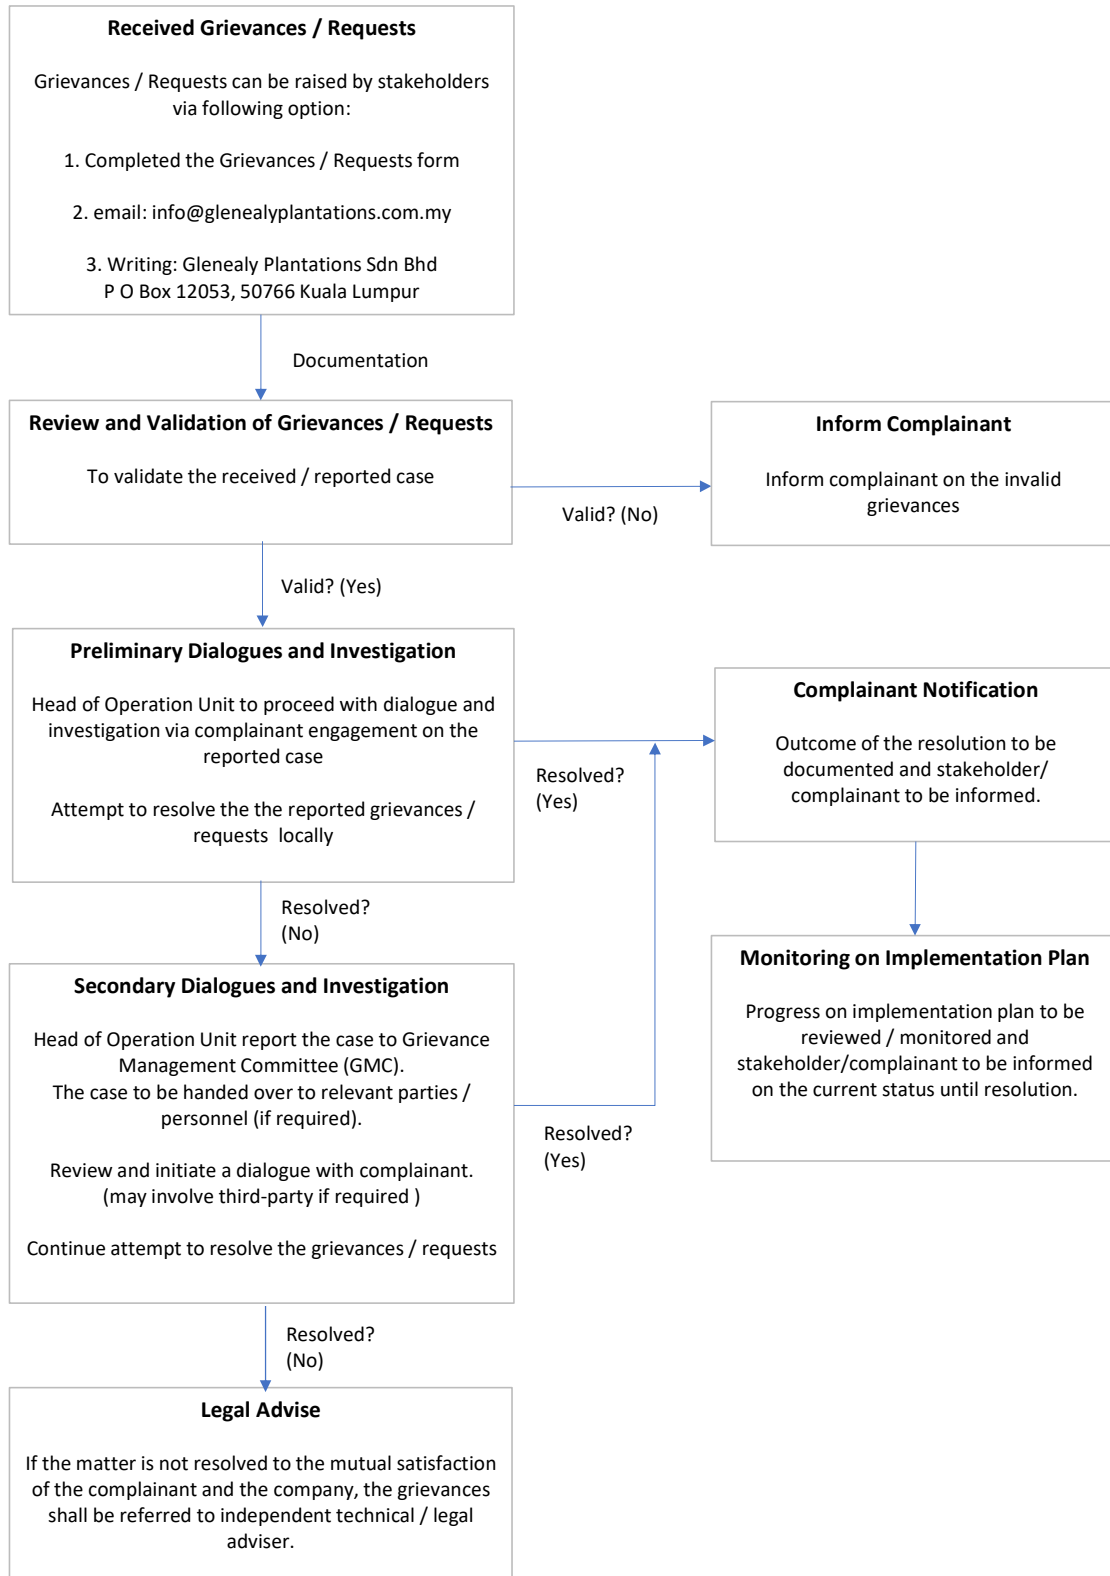 Received Grievances / Requests
Grievances / Requests can be raised by stakeholders
via following option:
1. Completed the Grievances / Requests form
2. email: info@glenealyplantations.com.my
3. Writing: Glenealy Plantations Sdn Bhd
P O Box 12053, 50766 Kuala Lumpur
Documentation
Review and Validation of Grievances / Requests
To validate the received / reported case
Valid? (No)
Inform Complainant
Inform complainant on the invalid
grievances
Valid? (Yes)
Preliminary Dialogues and Investigation
Head of Operation Unit to proceed with dialogue and
investigation via complainant engagement on the
reported case
Attempt to resolve the the reported grievances /
requests locally
Resolved?
(Yes)
Complainant Notification
Outcome of the resolution to be
documented and stakeholder/
complainant to be informed.
Resolved?
(No)
Secondary Dialogues and Investigation
Head of Operation Unit report the case to Grievance
Management Committee (GMC).
The case to be handed over to relevant parties /
personnel (if required).
Review and initiate a dialogue with complainant.
(may involve third-party if required )
Continue attempt to resolve the grievances / requests
Resolved?
(Yes)
Monitoring on Implementation Plan
Progress on implementation plan to be
reviewed / monitored and
stakeholder/complainant to be informed
on the current status until resolution.
Resolved?
(No)
Legal Advise
If the matter is not resolved to the mutual satisfaction
of the complainant and the company, the grievances
shall be referred to independent technical / legal
adviser.